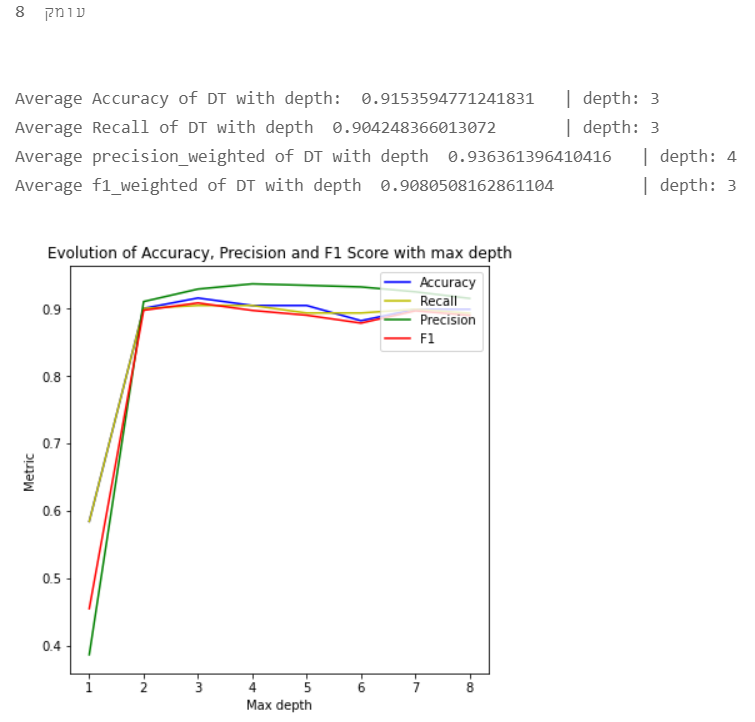 עומק 8
Average Accuracy of DT with depth: 0.9153594771241831 | depth: 3
Average Recall of DT with depth 0.904248366013072 | depth: 3
Average precision_weighted of DT with depth 0.936361396410416 | depth: 4
Average f1_weighted of DT with depth 0.9080508162861104 | depth: 3
Evolution of Accuracy, Precision and F1 Score with max depth
Accuracy
Recall
Precision
F1
0.9
0.8
0.7
0.6
0.5
0.4
Metric
1 2 3 4 5 6 7 8
Max depth